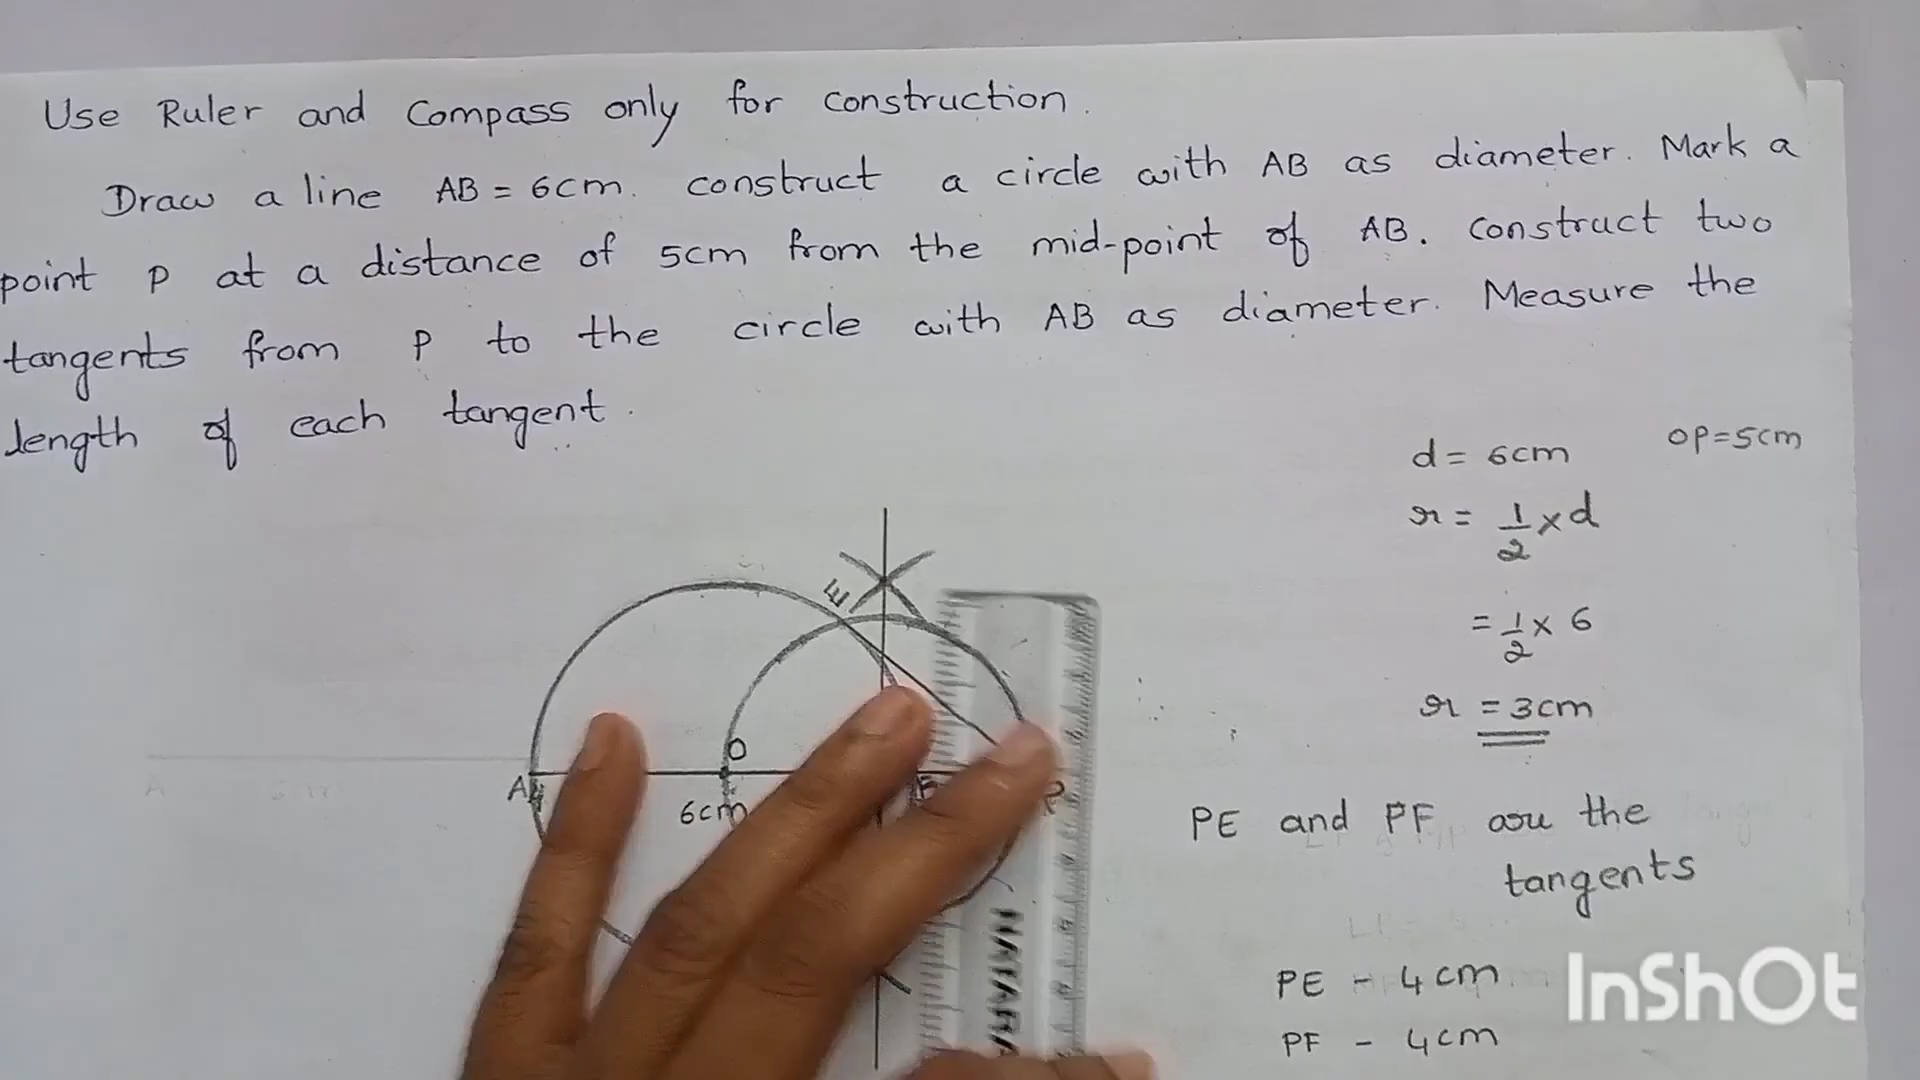 Use Ruler and Compass only for construction.
Draw a line AB = 6cm. construct a circle with AB as diameter. Mark a
point P at a distance of 5cm from the mid-point of AB. Construct two
tangents from P to the circle with AB as diameter. Measure the
length of each tangent.
d = 6cm OP=5cm
r = 1/2 × d
= 1/2 × 6
r = 3cm
E
O
A
6cm
P
PE and PF are the
tangents
PE - 4cm
PF - 4cm
InShOt